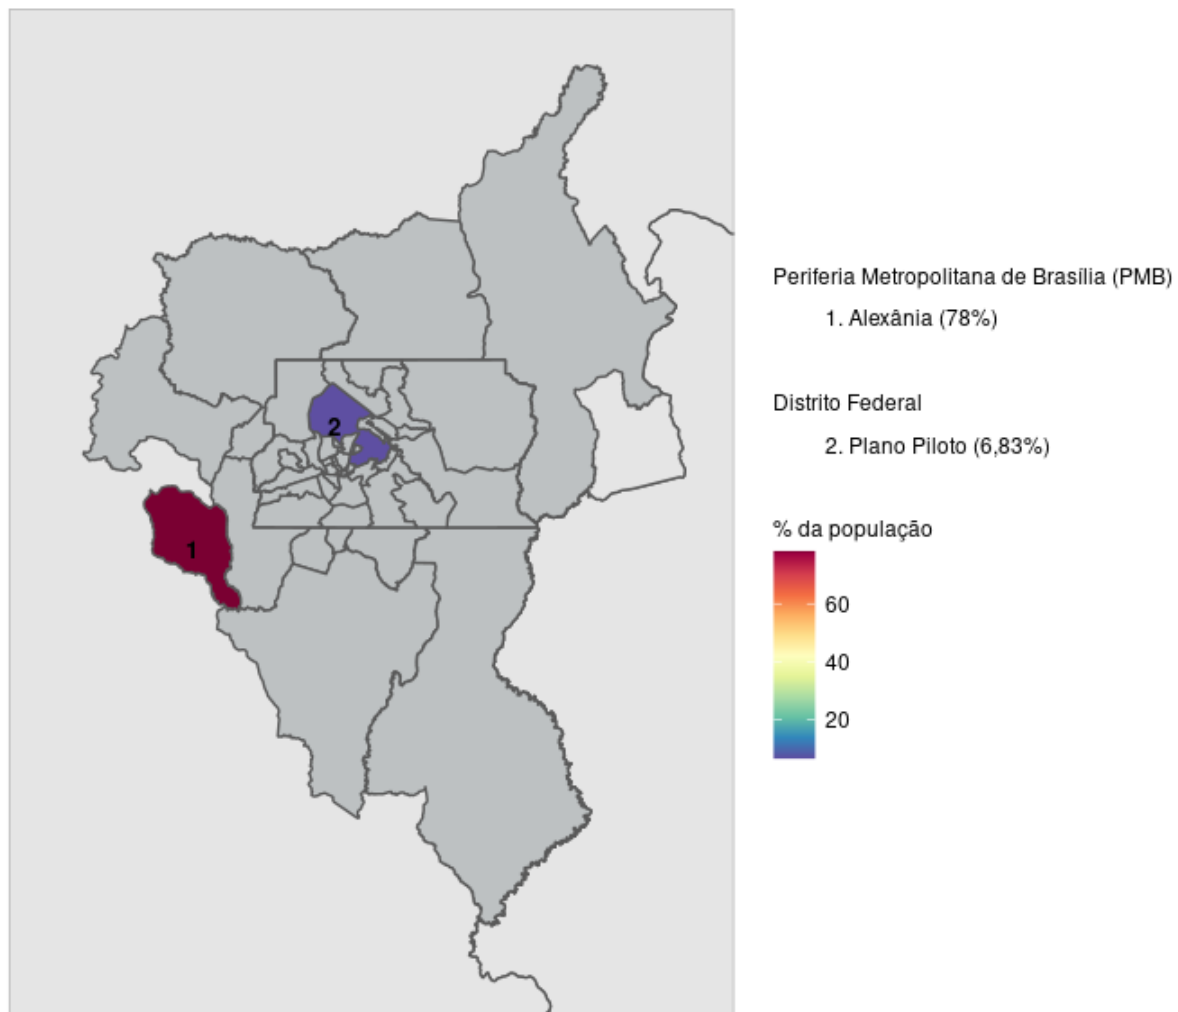 Periferia Metropolitana de Brasília (PMB)
1. Alexânia (78%)
Distrito Federal
2. Plano Piloto (6,83%)
% da população
60
40
20
2
1